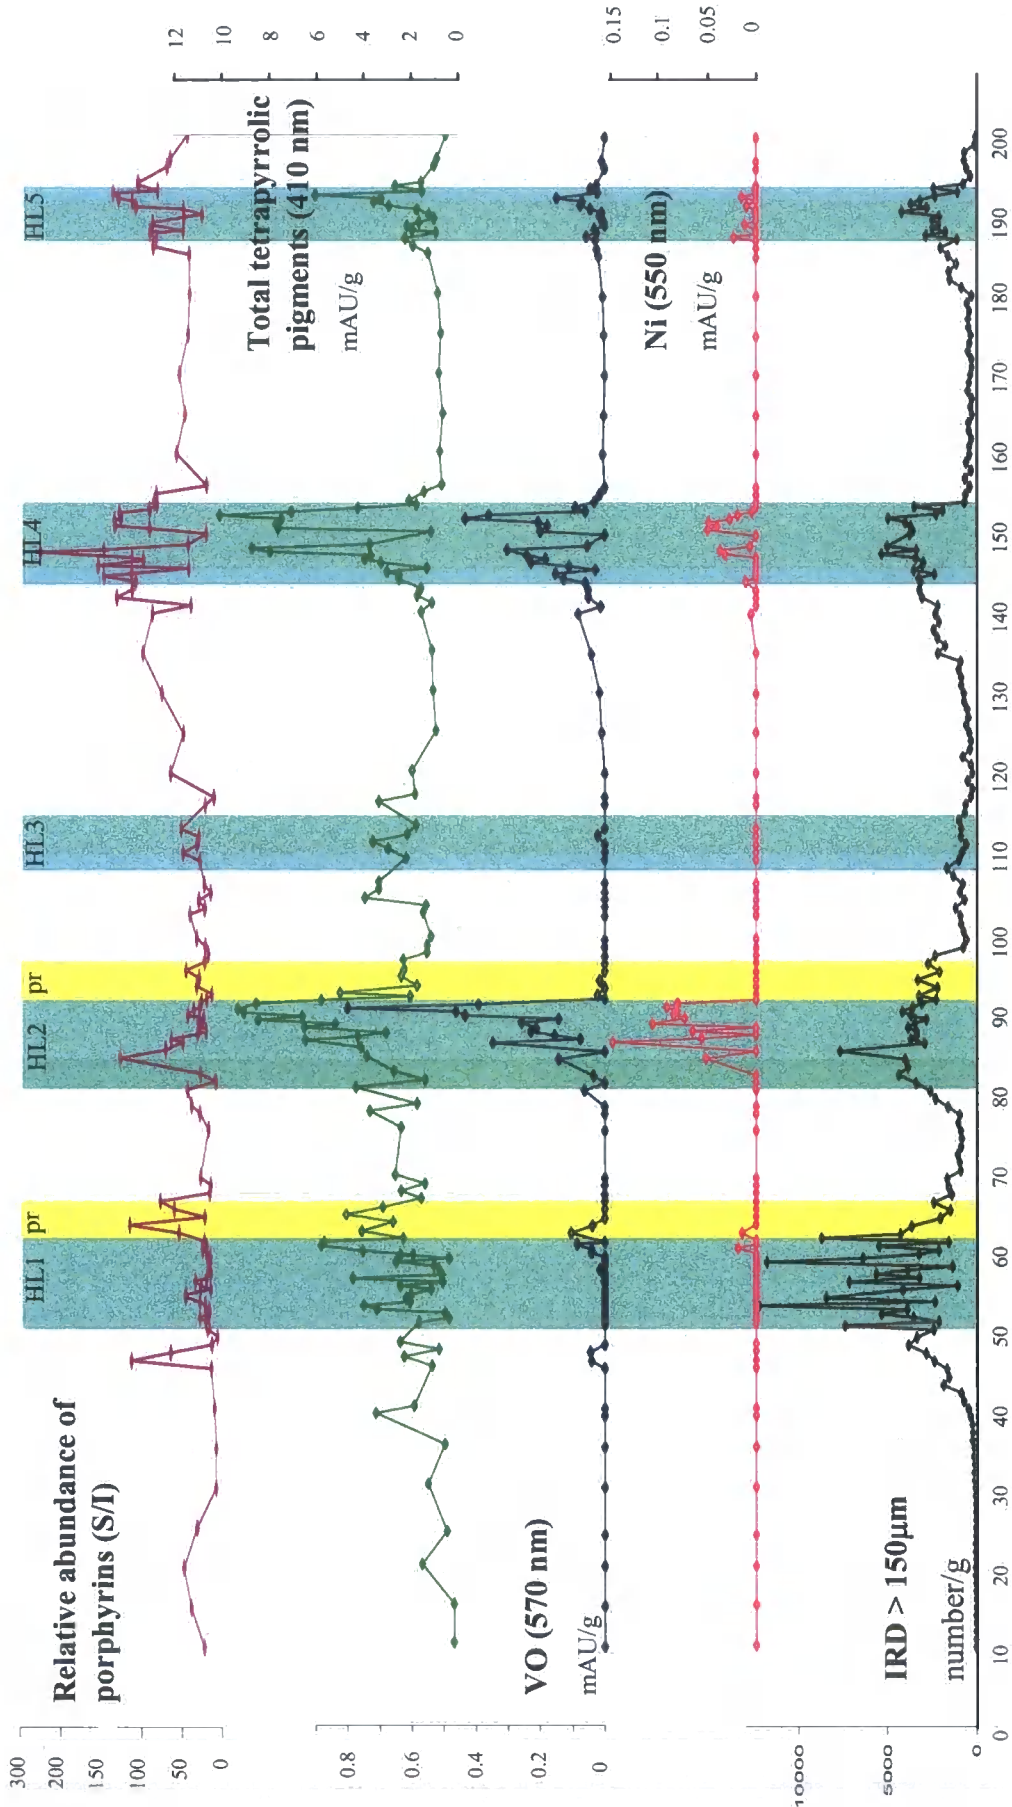 HL1
pr
HL2
pr
HL3
HL4
HL5
Relative abundance of
porphyrins (S/I)
300
200
150
100
50
0
12
10
8
6
4
2
0
Total tetrapyrrolic
pigments (410 nm)
mAU/g
VO (570 nm)
mAU/g
0.8
0.6
0.4
0.2
0
0.15
0.1
0.05
0
Ni (550 nm)
mAU/g
IRD > 150µm
number/g
10000
5000
0
0
10
20
30
40
50
60
70
80
90
100
110
120
130
140
150
160
170
180
190
200